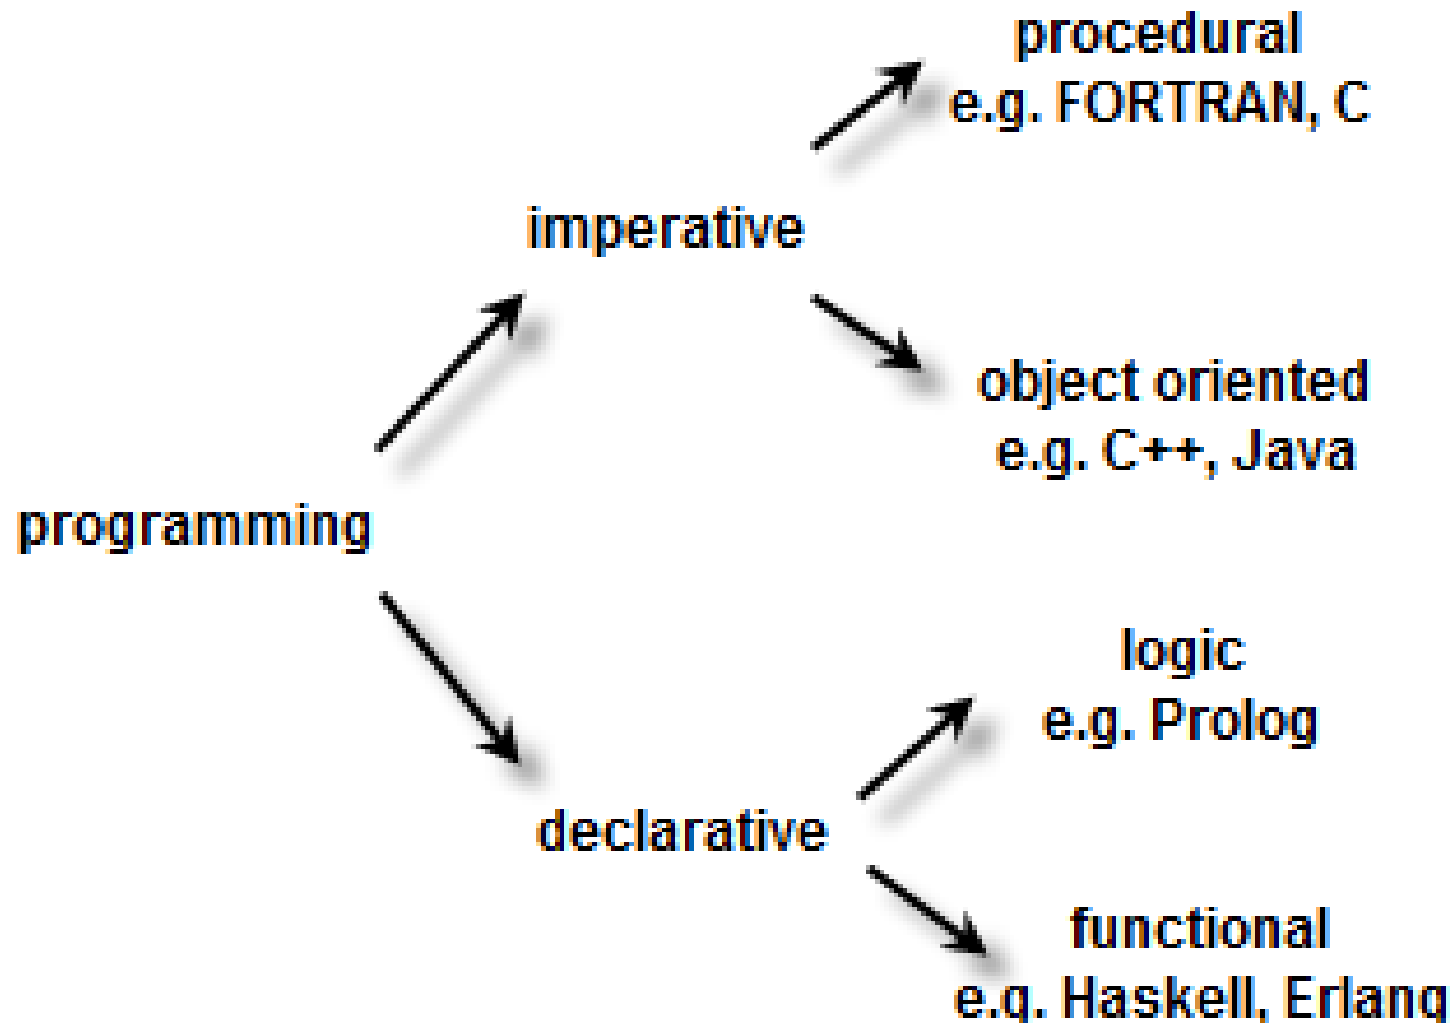 procedural
e.g. FORTRAN, C
imperative
object oriented
e.g. C++, Java
programming
logic
e.g. Prolog
declarative
functional
e.g. Haskell, Erlang